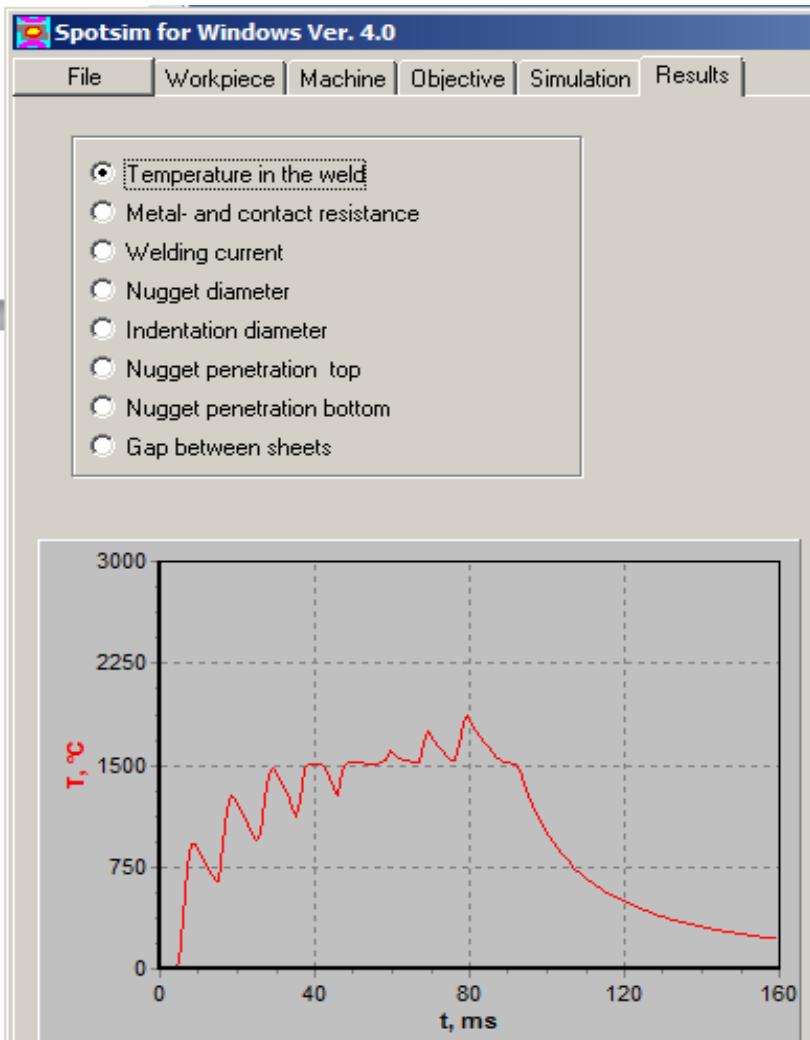 Spotsim for Windows Ver. 4.0
File Workpiece Machine Objective Simulation Results
Temperature in the weld
Metal- and contact resistance
Welding current
Nugget diameter
Indentation diameter
Nugget penetration top
Nugget penetration bottom
Gap between sheets
3000
2250
1500
750
0
T, °C
0 40 80 120 160
t, ms